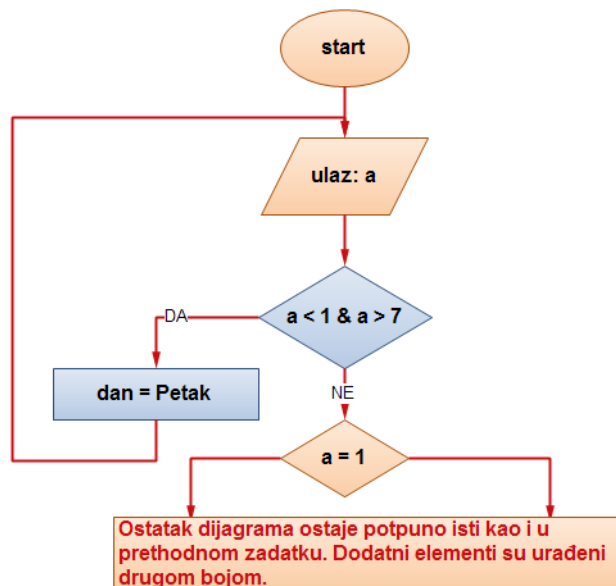 start
ulaz: a
a < 1 & a > 7
DA
dan = Petak
NE
a = 1
Ostatak dijagrama ostaje potpuno isti kao i u
prethodnom zadatku. Dodatni elementi su urađeni
drugom bojom.